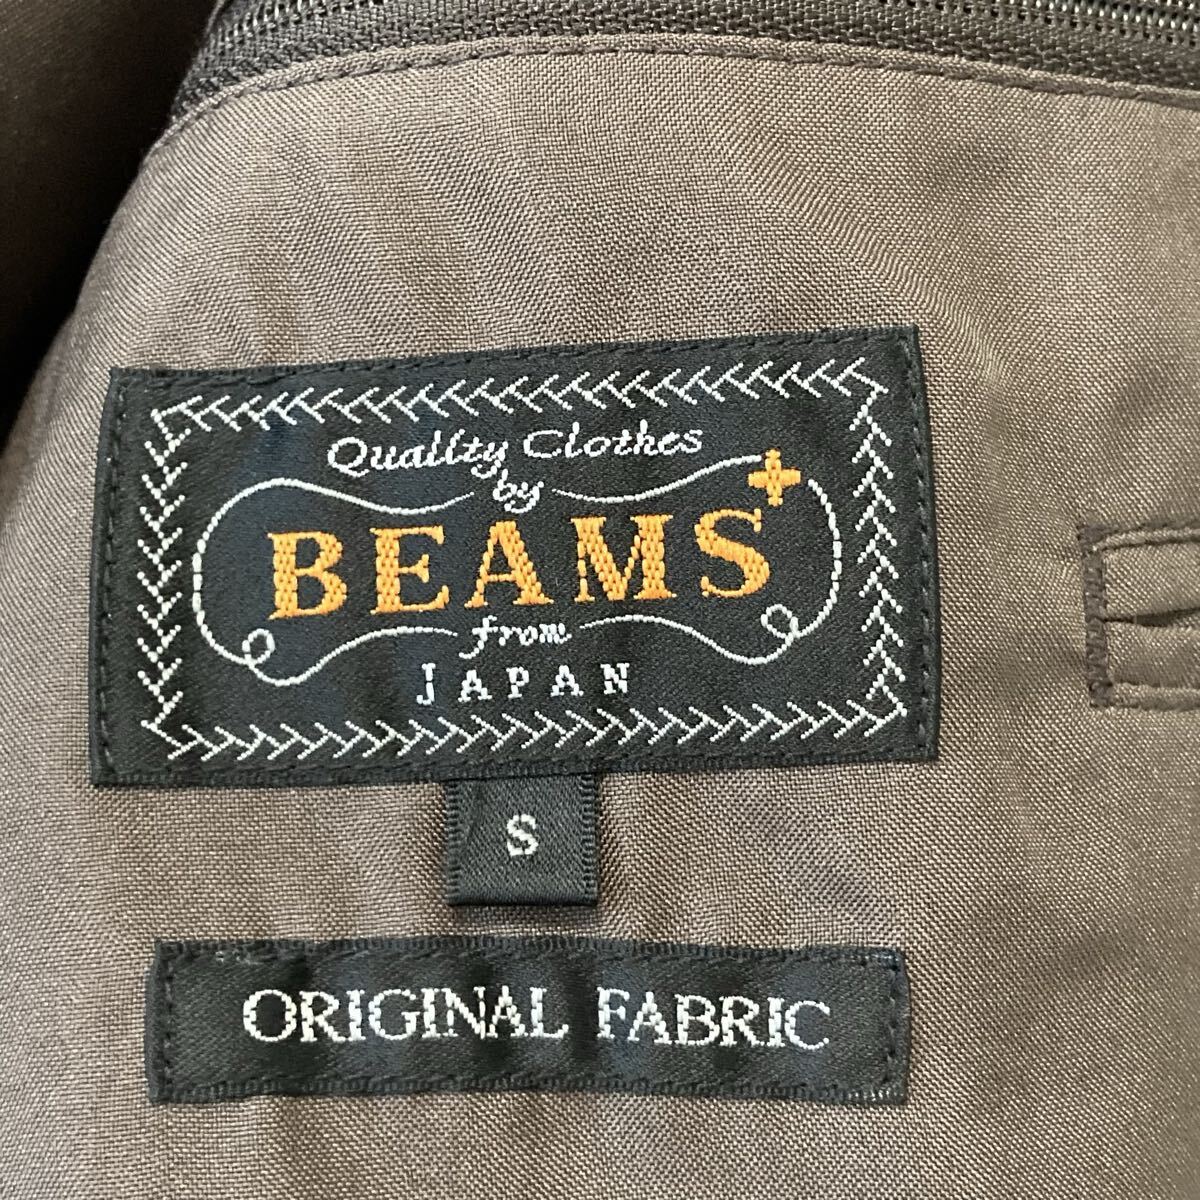 Quality Clothes
by
BEAMS+
from
JAPAN
S
ORIGINAL FABRIC